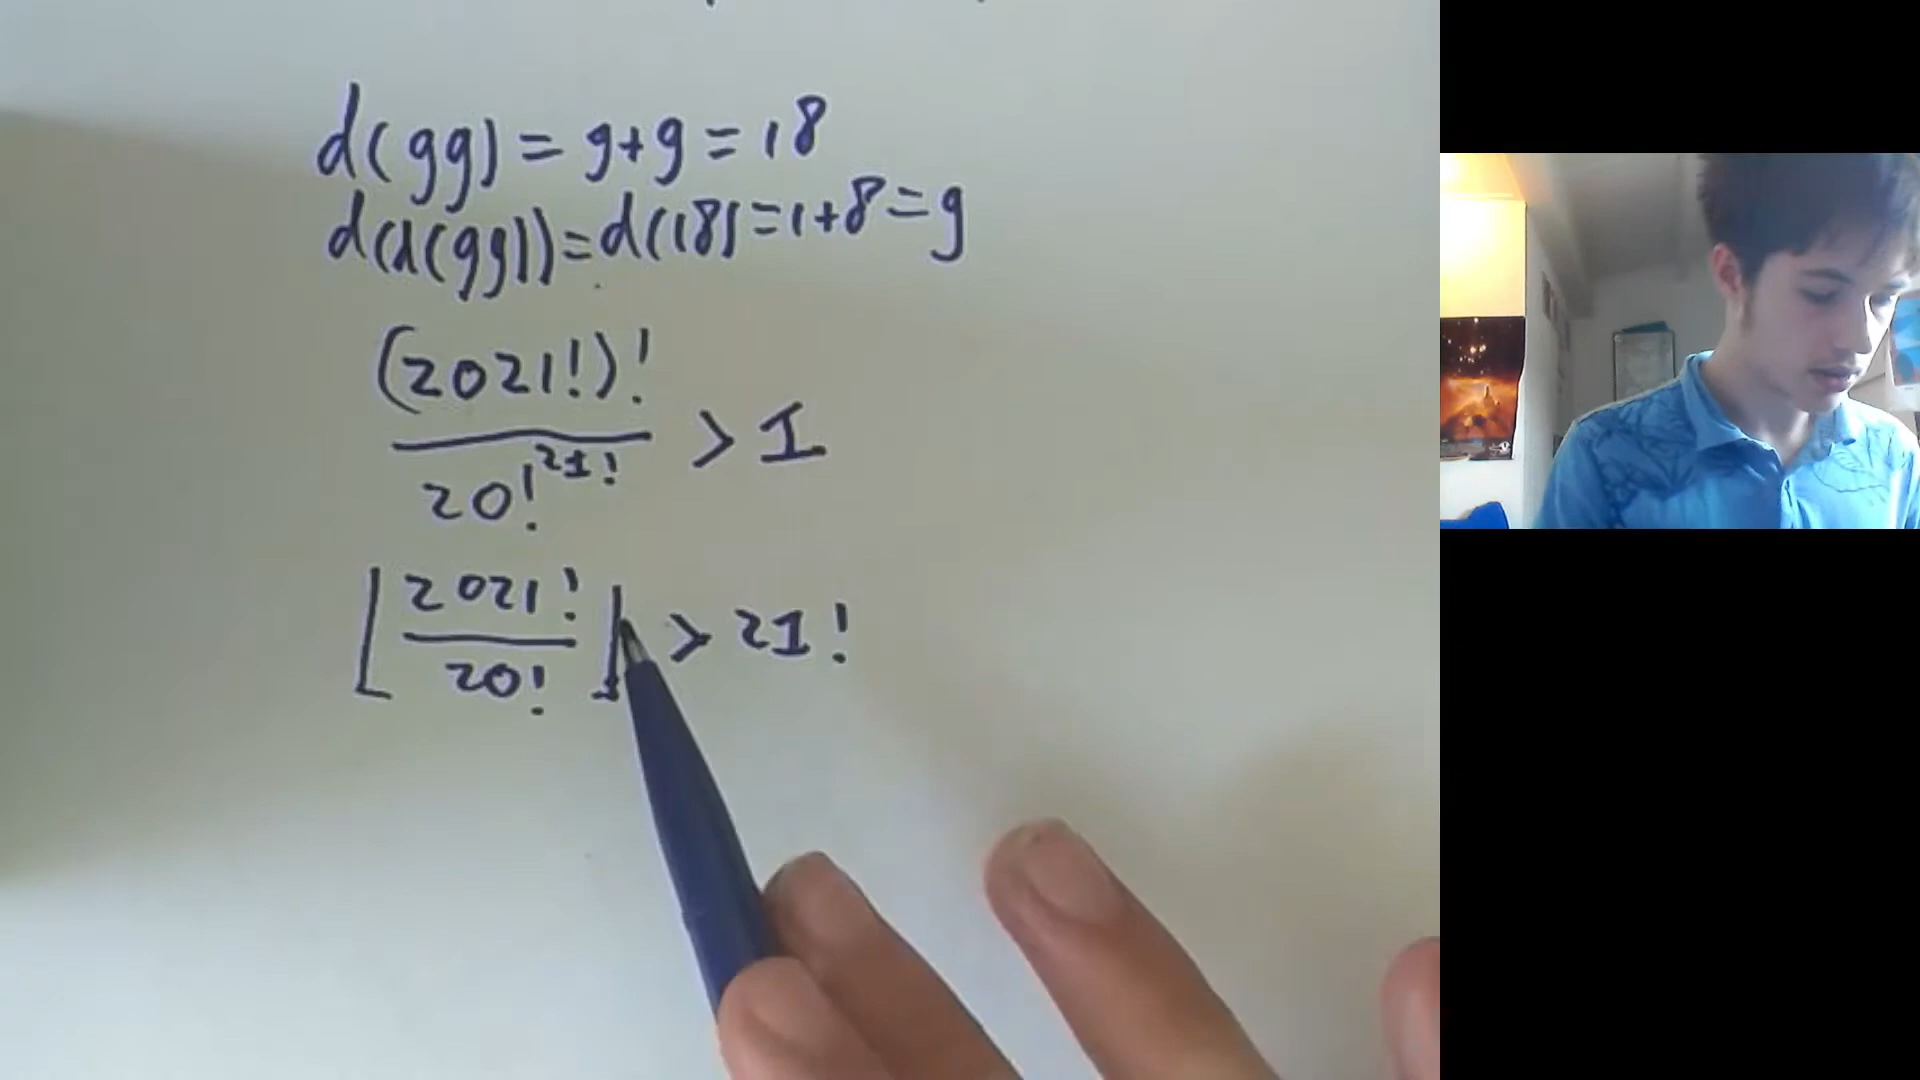 d(99) = 9+9 = 18
d(d(99)) = d(18) = 1+8 = 9
(2021!)! / 20!^21! > 1
⌊2021! / 20!⌋ > 21!